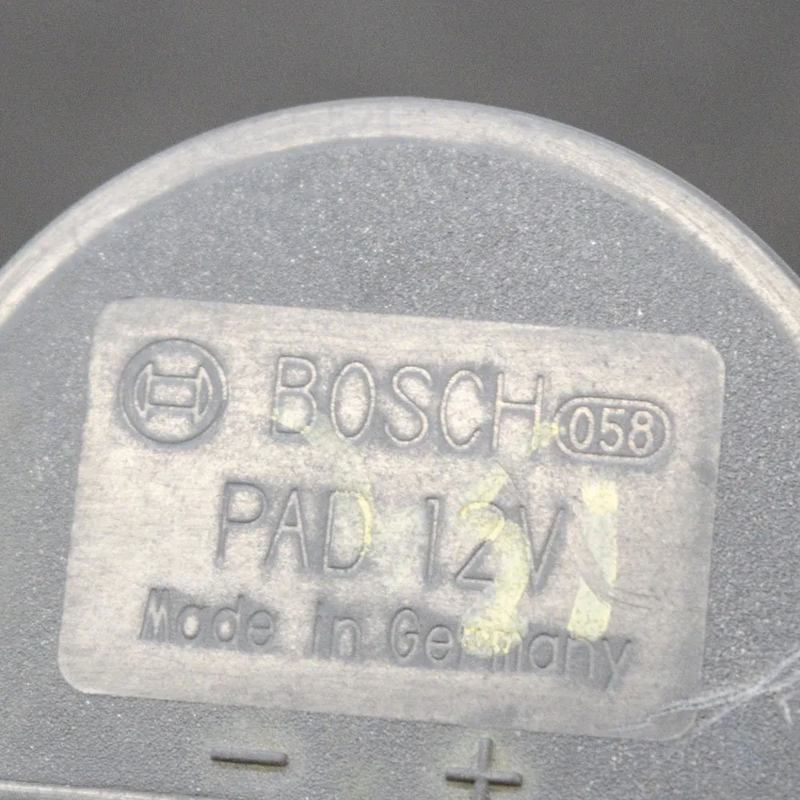 BOSCH 058
PAD 12V
Made in Germany
- +